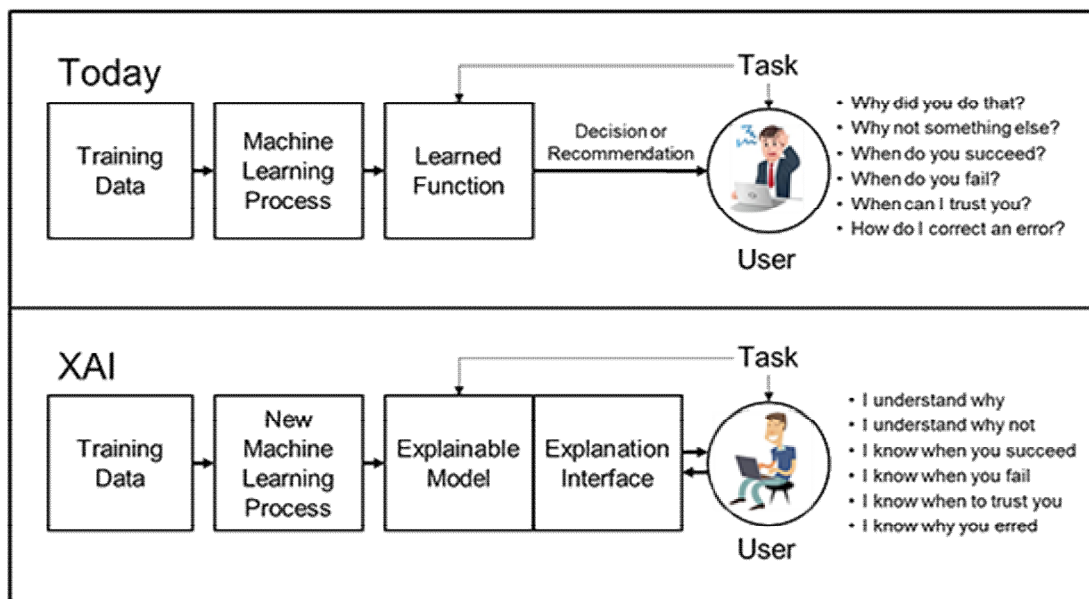 Today
Task
Training
Data
Machine
Learning
Process
Learned
Function
Decision or
Recommendation
User
• Why did you do that?
• Why not something else?
• When do you succeed?
• When do you fail?
• When can I trust you?
• How do I correct an error?
XAI
Task
Training
Data
New
Machine
Learning
Process
Explainable
Model
Explanation
Interface
User
• I understand why
• I understand why not
• I know when you succeed
• I know when you fail
• I know when to trust you
• I know why you erred